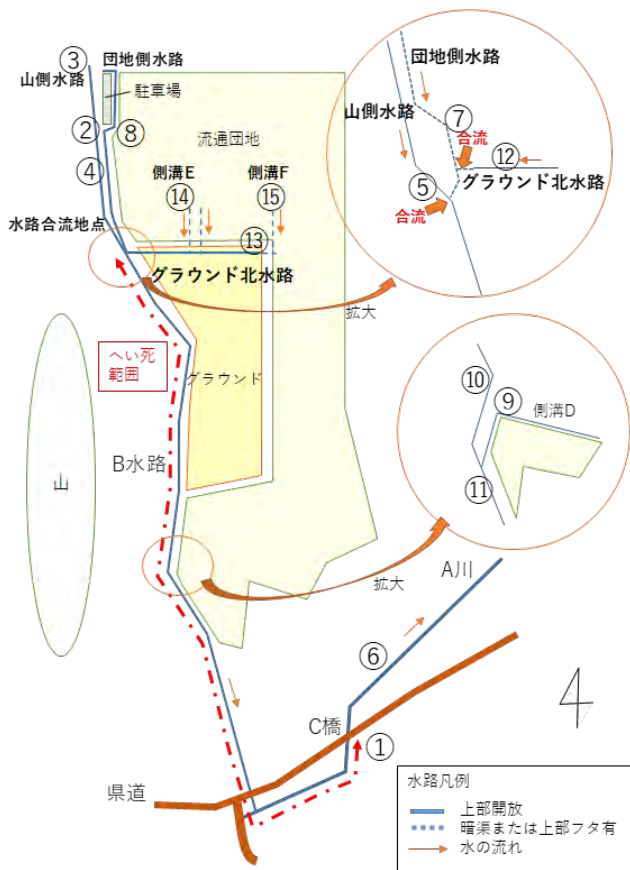 ③
団地側水路
山側水路
駐車場
②
⑧
④
流通団地
側溝E
⑭
側溝F
⑮
⑬
水路合流地点
グラウンド北水路
団地側水路
山側水路
⑦
合流
⑫
グラウンド北水路
⑤
合流
拡大
へい死
範囲
グラウンド
B水路
山
⑩
⑨
側溝D
⑪
拡大
A川
⑥
C橋
①
県道
4
水路凡例
上部開放
暗渠または上部フタ有
水の流れ